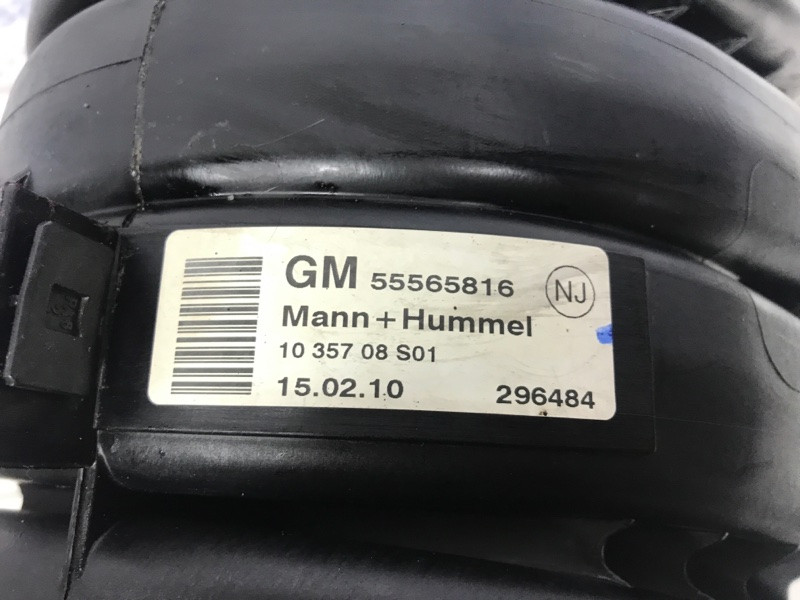 GM 55565816 NJ
Mann+Hummel
10 357 08 S01
15.02.10 296484